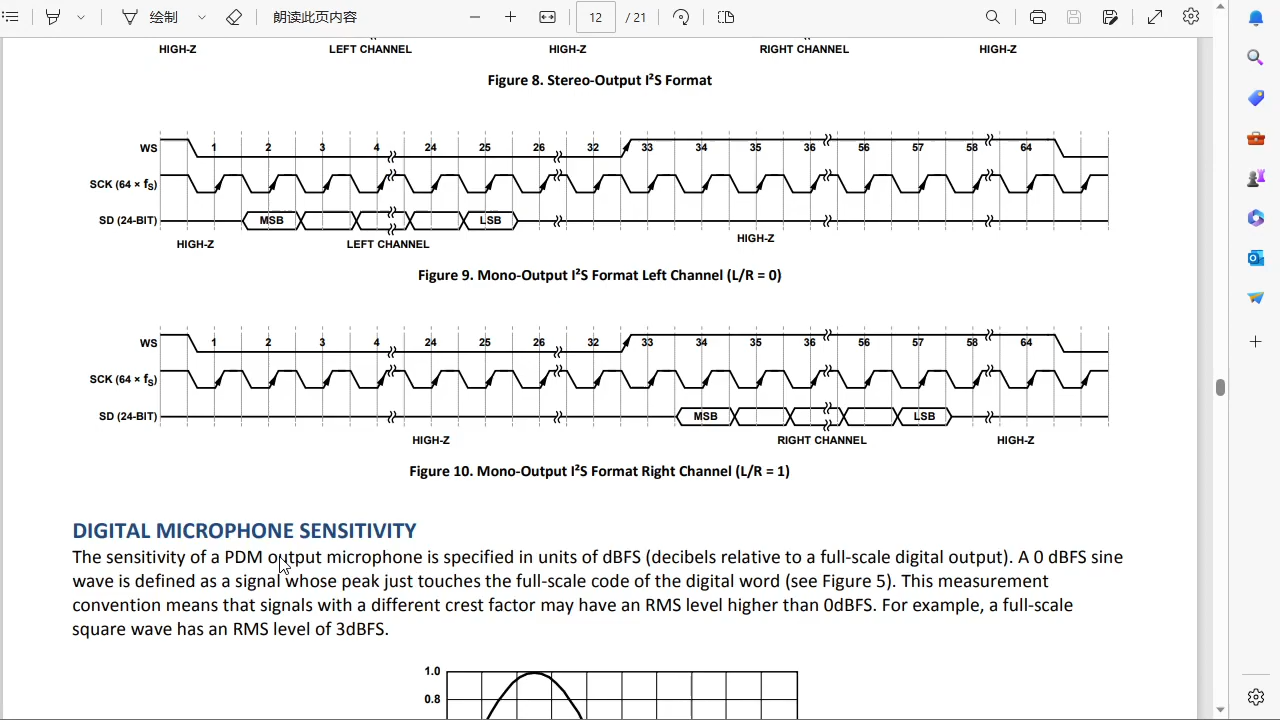 绘制
朗读此页内容
12 / 21
HIGH-Z LEFT CHANNEL HIGH-Z RIGHT CHANNEL HIGH-Z
Figure 8. Stereo-Output I²S Format
WS 1 2 3 4 24 25 26 32 33 34 35 36 56 57 58 64
SCK (64 × fS)
SD (24-BIT) MSB LSB
HIGH-Z LEFT CHANNEL HIGH-Z
Figure 9. Mono-Output I²S Format Left Channel (L/R = 0)
WS 1 2 3 4 24 25 26 32 33 34 35 36 56 57 58 64
SCK (64 × fS)
SD (24-BIT) MSB LSB
HIGH-Z RIGHT CHANNEL HIGH-Z
Figure 10. Mono-Output I²S Format Right Channel (L/R = 1)
DIGITAL MICROPHONE SENSITIVITY
The sensitivity of a PDM output microphone is specified in units of dBFS (decibels relative to a full-scale digital output). A 0 dBFS sine
wave is defined as a signal whose peak just touches the full-scale code of the digital word (see Figure 5). This measurement
convention means that signals with a different crest factor may have an RMS level higher than 0dBFS. For example, a full-scale
square wave has an RMS level of 3dBFS.
1.0
0.8